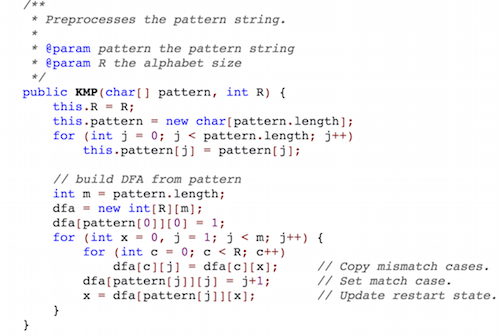 /**
 * Preprocesses the pattern string.
 *
 * @param pattern the pattern string
 * @param R the alphabet size
 */
public KMP(char[] pattern, int R) {
    this.R = R;
    this.pattern = new char[pattern.length];
    for (int j = 0; j < pattern.length; j++)
        this.pattern[j] = pattern[j];

    // build DFA from pattern
    int m = pattern.length;
    dfa = new int[R][m];
    dfa[pattern[0]][0] = 1;
    for (int x = 0, j = 1; j < m; j++) {
        for (int c = 0; c < R; c++)
            dfa[c][j] = dfa[c][x];     // Copy mismatch cases.
        dfa[pattern[j]][j] = j+1;      // Set match case.
        x = dfa[pattern[j]][x];        // Update restart state.
    }
}